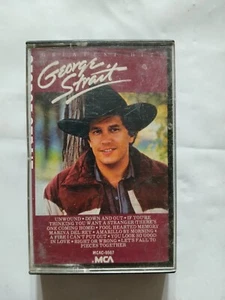 GREATEST HITS
George
Strait
UNWOUND • DOWN AND OUT • IF YOU'RE
THINKING YOU WANT A STRANGER (THERE'S
ONE COMING HOME) • FOOL HEARTED MEMORY
MARINA DEL REY • AMARILLO BY MORNING •
A FIRE I CAN'T PUT OUT • YOU LOOK SO GOOD
IN LOVE • RIGHT OR WRONG • LET'S FALL TO
PIECES TOGETHER
MCA